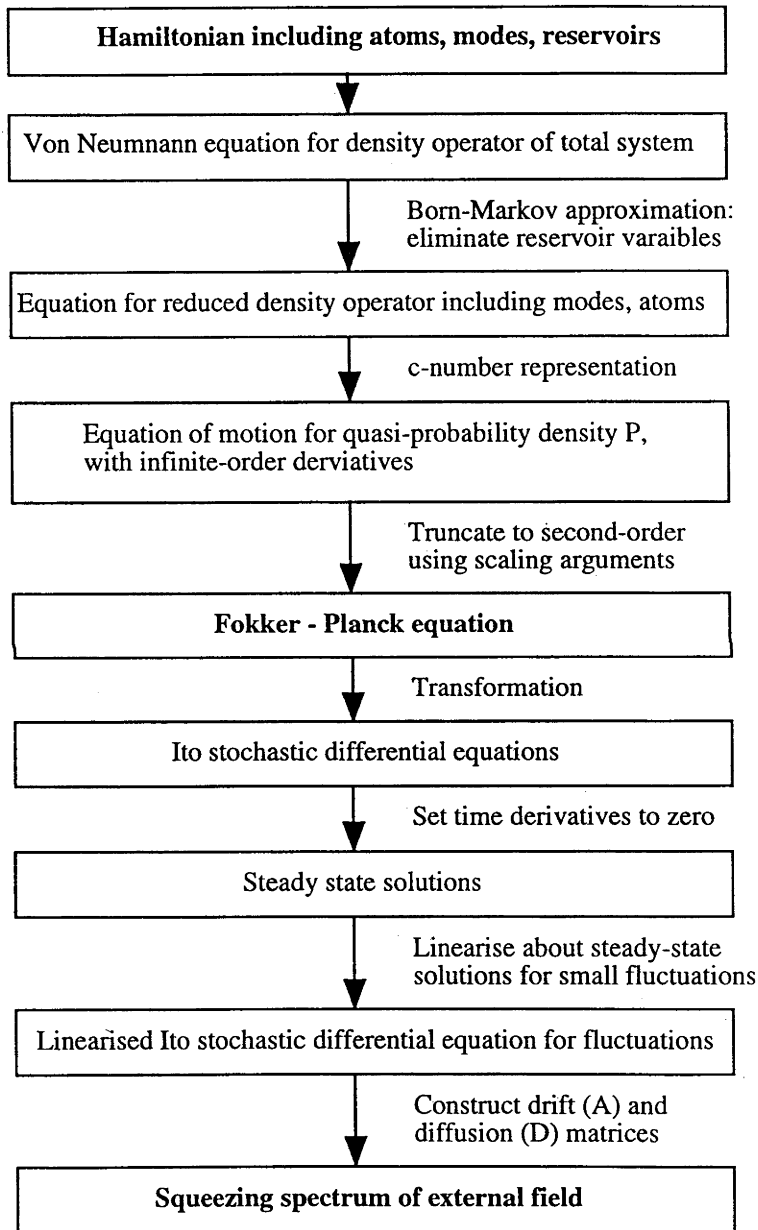 Hamiltonian including atoms, modes, reservoirs
Von Neumnann equation for density operator of total system
Born-Markov approximation:
eliminate reservoir varaibles
Equation for reduced density operator including modes, atoms
c-number representation
Equation of motion for quasi-probability density P,
with infinite-order derviatives
Truncate to second-order
using scaling arguments
Fokker - Planck equation
Transformation
Ito stochastic differential equations
Set time derivatives to zero
Steady state solutions
Linearise about steady-state
solutions for small fluctuations
Linearised Ito stochastic differential equation for fluctuations
Construct drift (A) and
diffusion (D) matrices
Squeezing spectrum of external field